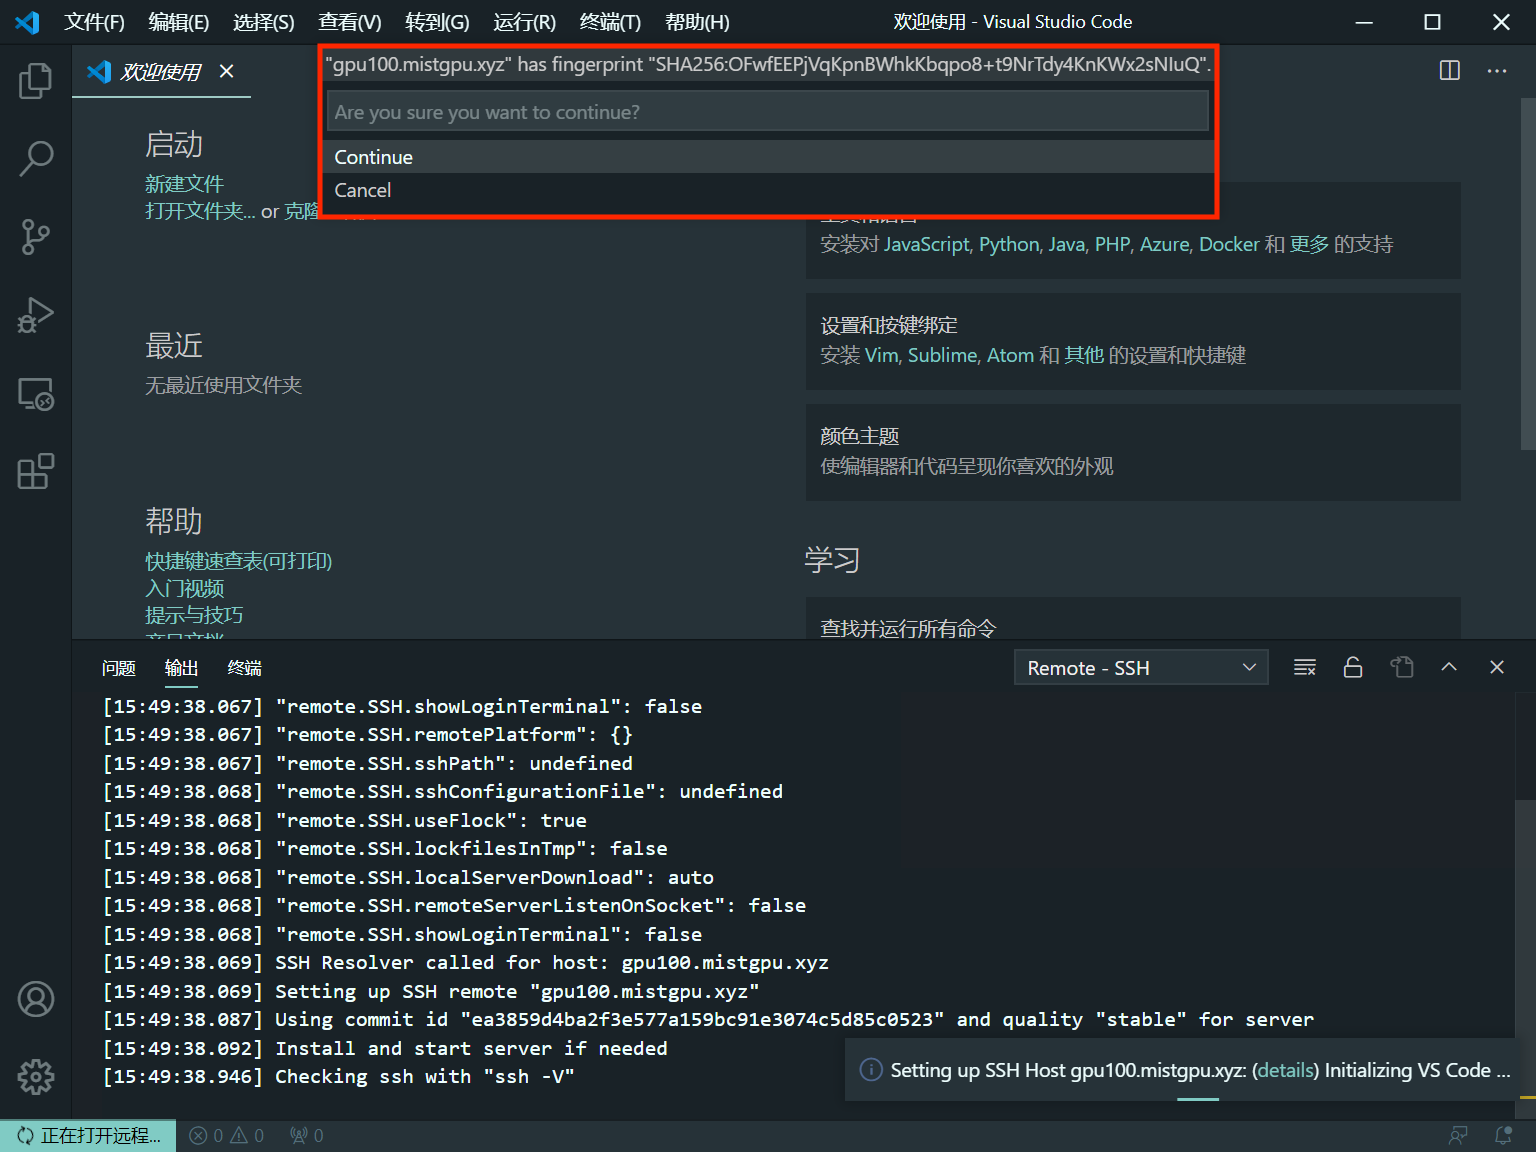 文件(F) 编辑(E) 选择(S) 查看(V) 转到(G) 运行(R) 终端(T) 帮助(H) 欢迎使用 - Visual Studio Code
欢迎使用
"gpu100.mistgpu.xyz" has fingerprint "SHA256:OFwfEEPjVqKpnBWhkKbqpo8+t9NrTdy4KnKWx2sNIuQ".
Are you sure you want to continue?
Continue
Cancel
启动
新建文件
打开文件夹... or 克隆
最近
无最近使用文件夹
帮助
快捷键速查表(可打印)
入门视频
提示与技巧
安装对 JavaScript, Python, Java, PHP, Azure, Docker 和 更多 的支持
设置和按键绑定
安装 Vim, Sublime, Atom 和 其他 的设置和快捷键
颜色主题
使编辑器和代码呈现你喜欢的外观
学习
查找并运行所有命令
问题 输出 终端 Remote - SSH
[15:49:38.067] "remote.SSH.showLoginTerminal": false
[15:49:38.067] "remote.SSH.remotePlatform": {}
[15:49:38.067] "remote.SSH.sshPath": undefined
[15:49:38.068] "remote.SSH.sshConfigurationFile": undefined
[15:49:38.068] "remote.SSH.useFlock": true
[15:49:38.068] "remote.SSH.lockfilesInTmp": false
[15:49:38.068] "remote.SSH.localServerDownload": auto
[15:49:38.068] "remote.SSH.remoteServerListenOnSocket": false
[15:49:38.068] "remote.SSH.showLoginTerminal": false
[15:49:38.069] SSH Resolver called for host: gpu100.mistgpu.xyz
[15:49:38.069] Setting up SSH remote "gpu100.mistgpu.xyz"
[15:49:38.087] Using commit id "ea3859d4ba2f3e577a159bc91e3074c5d85c0523" and quality "stable" for server
[15:49:38.092] Install and start server if needed
[15:49:38.946] Checking ssh with "ssh -V"
Setting up SSH Host gpu100.mistgpu.xyz: (details) Initializing VS Code ...
正在打开远程... 0 0 0